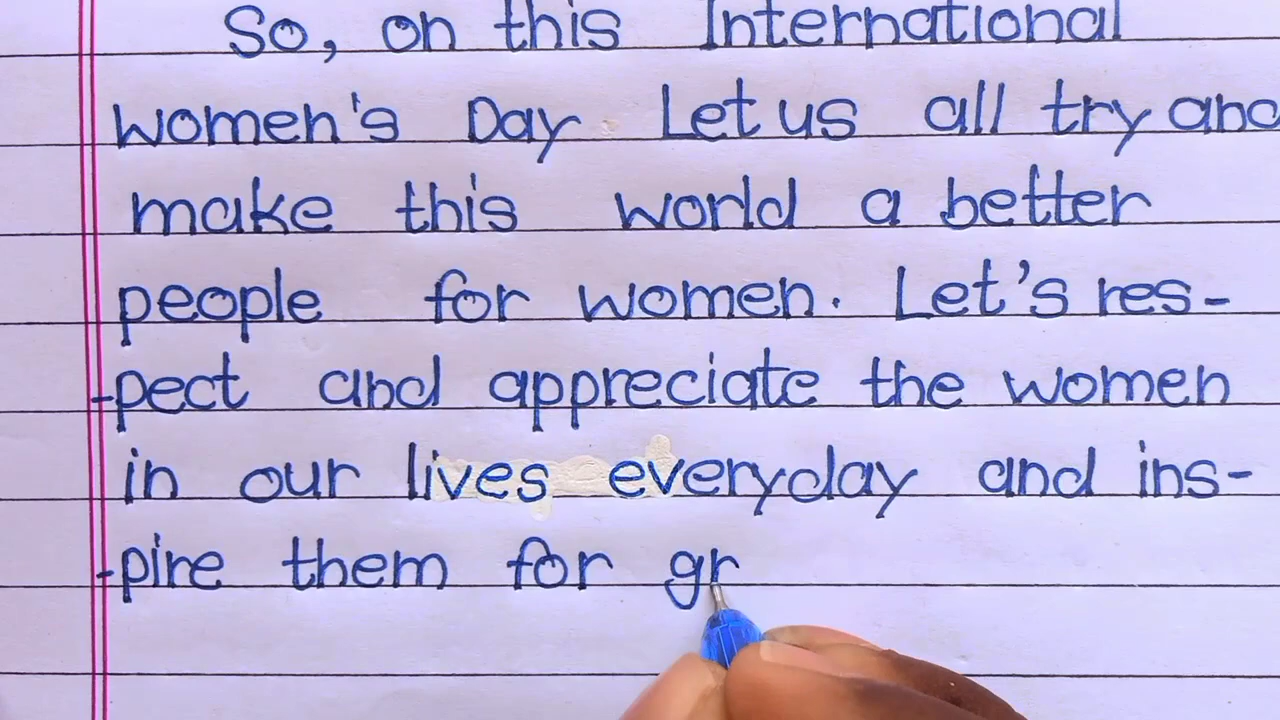 So, on this International
Women's Day Let us all try and
make this world a better
people for women. Let's res-
-pect and appreciate the women
in our lives everyday and ins-
-pire them for gr